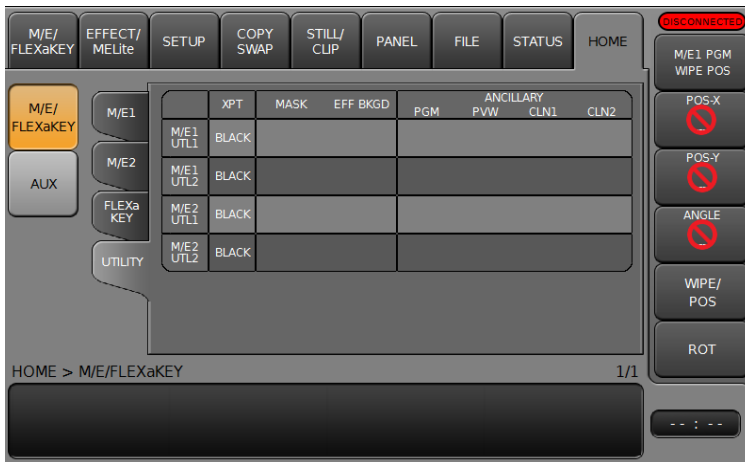 M/E/
FLEXaKEY
EFFECT/
MELite
SETUP
COPY
SWAP
STILL/
CLIP
PANEL
FILE
STATUS
HOME
DISCONNECTED
M/E1 PGM
WIPE POS
M/E/
FLEXaKEY
AUX
M/E1
M/E2
FLEXa
KEY
UTILITY
XPT MASK EFF BKGD ANCILLARY
PGM PVW CLN1 CLN2
M/E1
UTL1 BLACK
M/E1
UTL2 BLACK
M/E2
UTL1 BLACK
M/E2
UTL2 BLACK
POS-X
POS-Y
ANGLE
WIPE/
POS
ROT
HOME > M/E/FLEXaKEY 1/1
-- : --